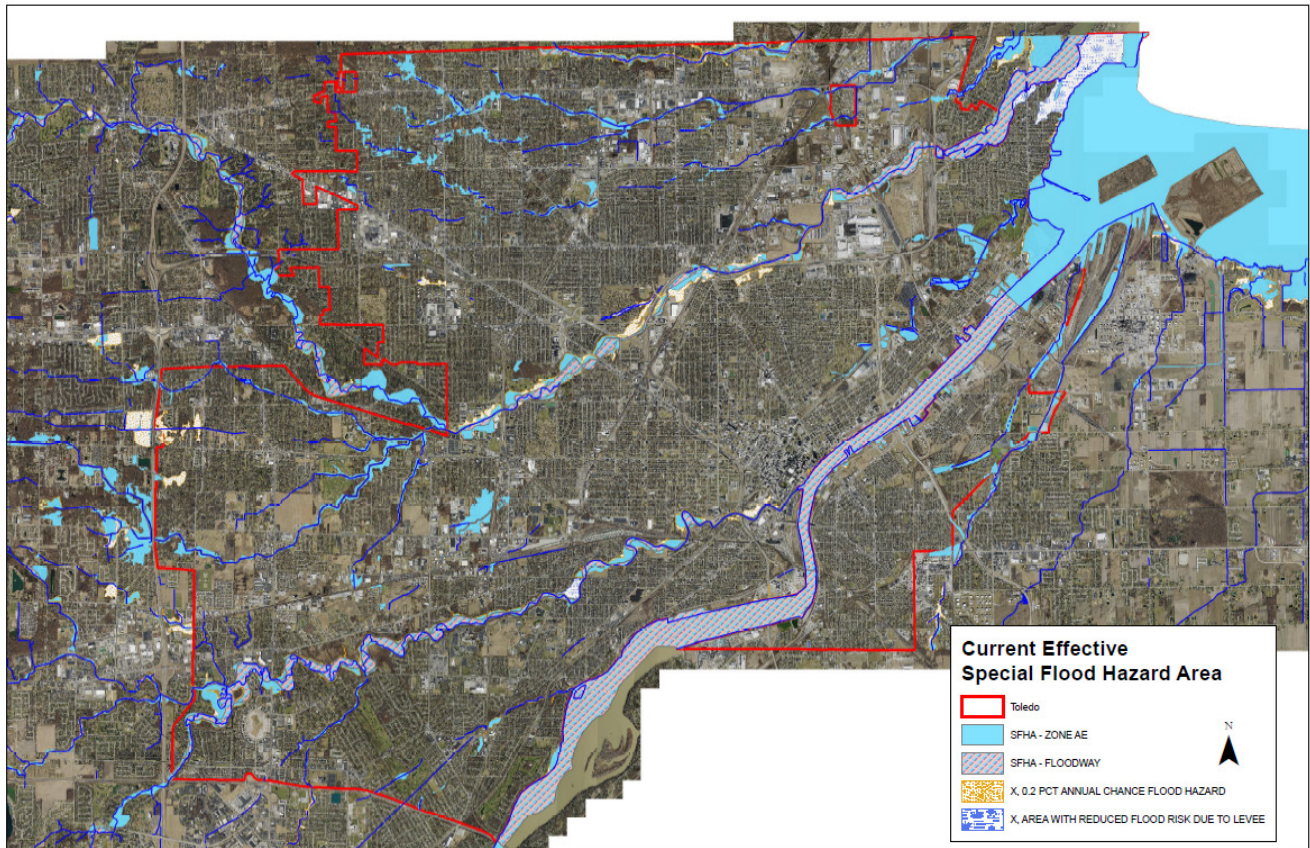 Current Effective
Special Flood Hazard Area
Toledo
SFHA - ZONE AE
N
SFHA - FLOODWAY
X, 0.2 PCT ANNUAL CHANCE FLOOD HAZARD
X, AREA WITH REDUCED FLOOD RISK DUE TO LEVEE